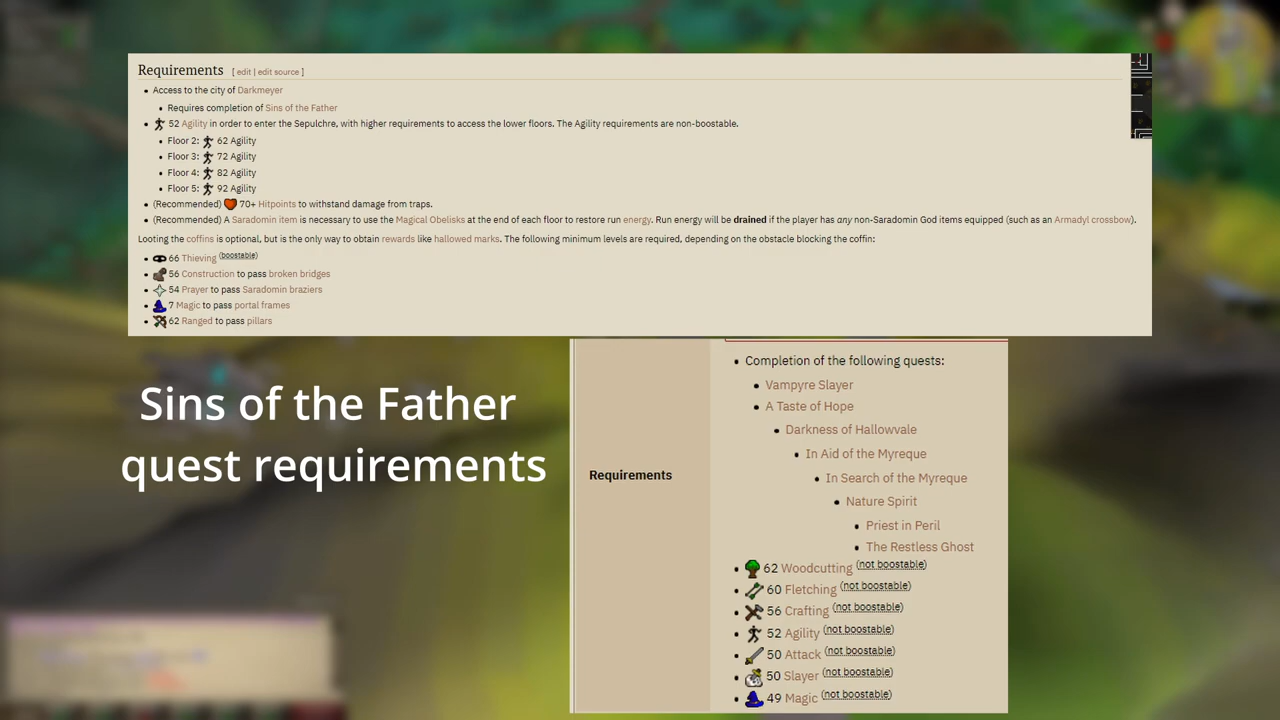 Requirements [ edit | edit source ]
Access to the city of Darkmeyer
Requires completion of Sins of the Father
52 Agility in order to enter the Sepulchre, with higher requirements to access the lower floors. The Agility requirements are non-boostable.
Floor 2: 62 Agility
Floor 3: 72 Agility
Floor 4: 82 Agility
Floor 5: 92 Agility
(Recommended) 70+ Hitpoints to withstand damage from traps.
(Recommended) A Saradomin item is necessary to use the Magical Obelisks at the end of each floor to restore run energy. Run energy will be drained if the player has any non-Saradomin God items equipped (such as an Armadyl crossbow).
Looting the coffins is optional, but is the only way to obtain rewards like hallowed marks. The following minimum levels are required, depending on the obstacle blocking the coffin:
66 Thieving (boostable)
56 Construction to pass broken bridges
54 Prayer to pass Saradomin braziers
7 Magic to pass portal frames
62 Ranged to pass pillars
Sins of the Father
quest requirements
Requirements
Completion of the following quests:
Vampyre Slayer
A Taste of Hope
Darkness of Hallowvale
In Aid of the Myreque
In Search of the Myreque
Nature Spirit
Priest in Peril
The Restless Ghost
62 Woodcutting (not boostable)
60 Fletching (not boostable)
56 Crafting (not boostable)
52 Agility (not boostable)
50 Attack (not boostable)
50 Slayer (not boostable)
49 Magic (not boostable)